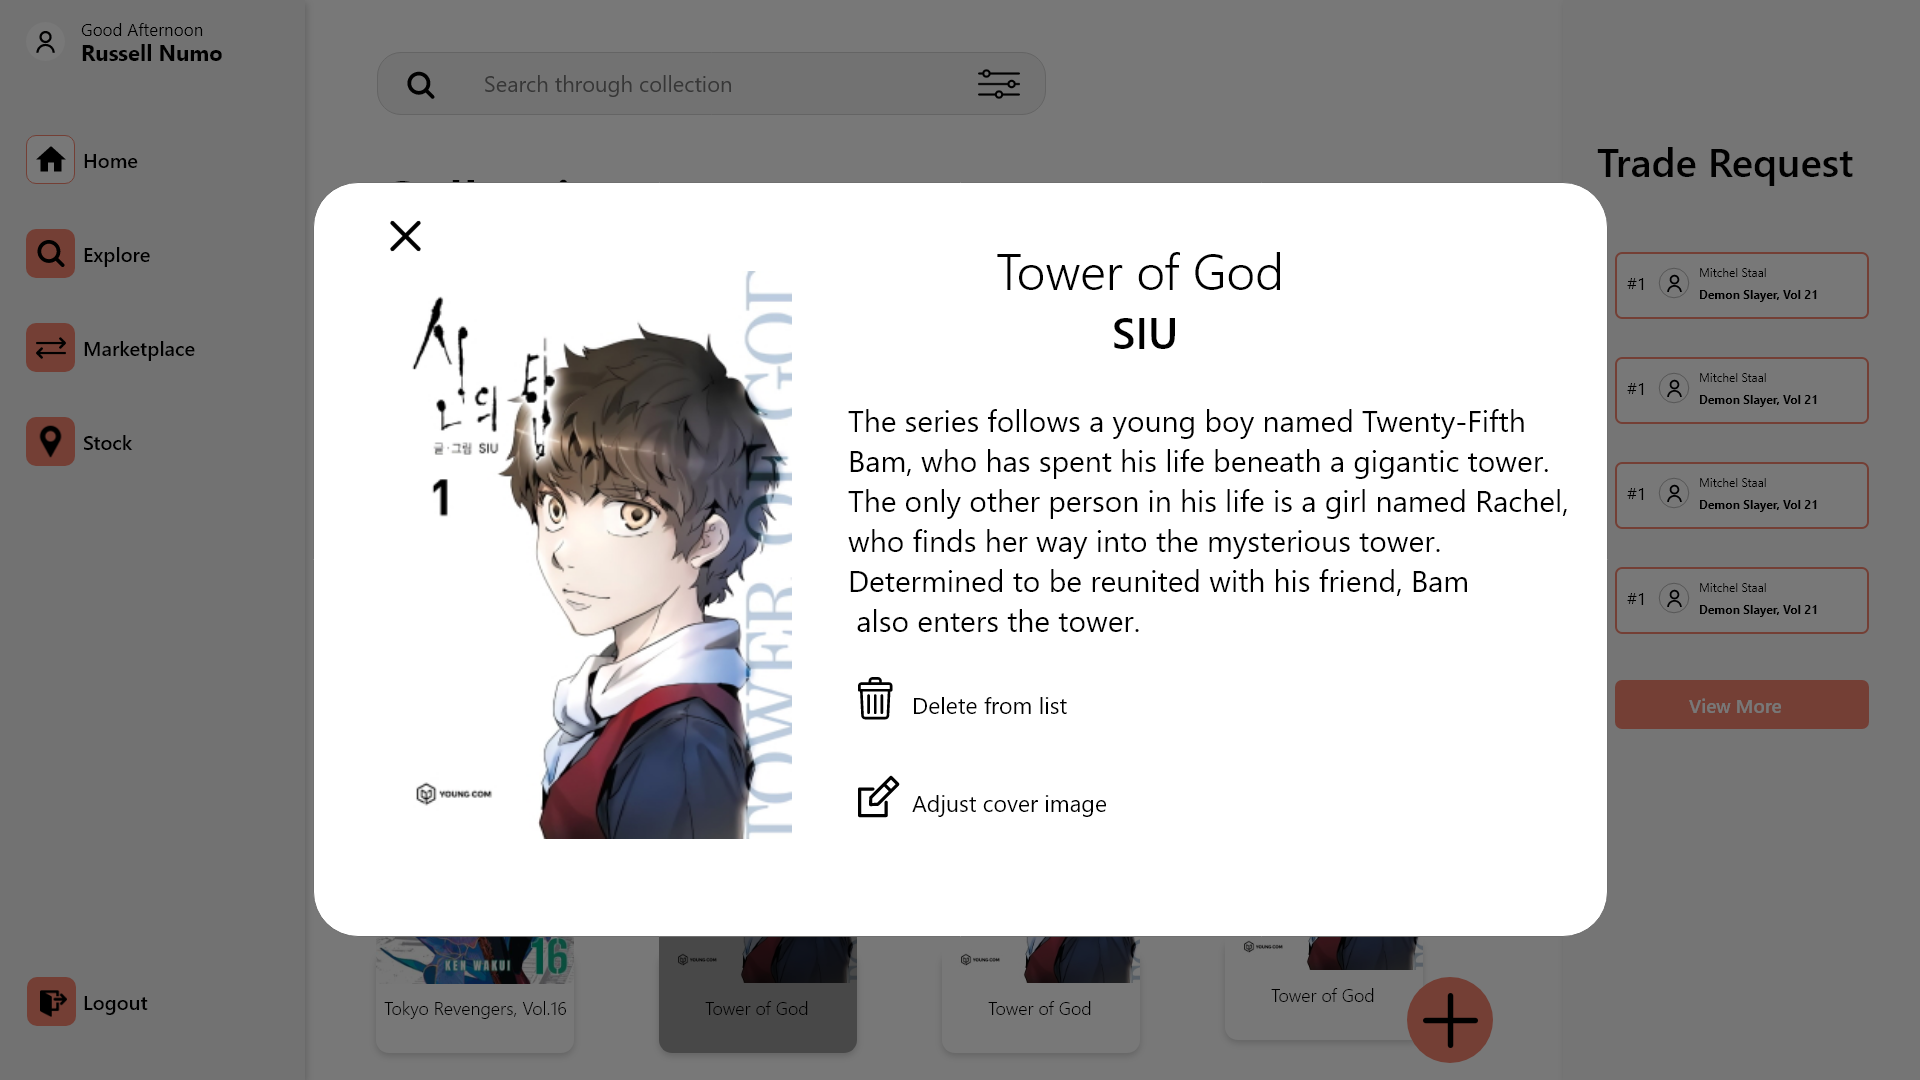 Good Afternoon
Russell Numo
Home
Explore
Marketplace
Stock
Logout
Search through collection
신의 탑
글·그림 SIU
1
TOWER OF GOD
YOUNG COM
Tower of God
SIU
The series follows a young boy named Twenty-Fifth
Bam, who has spent his life beneath a gigantic tower.
The only other person in his life is a girl named Rachel,
who finds her way into the mysterious tower.
Determined to be reunited with his friend, Bam
also enters the tower.
Delete from list
Adjust cover image
KEN WAKUI
16
Tokyo Revengers, Vol.16
YOUNG COM
Tower of God
YOUNG COM
Tower of God
YOUNG COM
Tower of God
Trade Request
#1
Mitchel Staal
Demon Slayer, Vol 21
#1
Mitchel Staal
Demon Slayer, Vol 21
#1
Mitchel Staal
Demon Slayer, Vol 21
#1
Mitchel Staal
Demon Slayer, Vol 21
View More